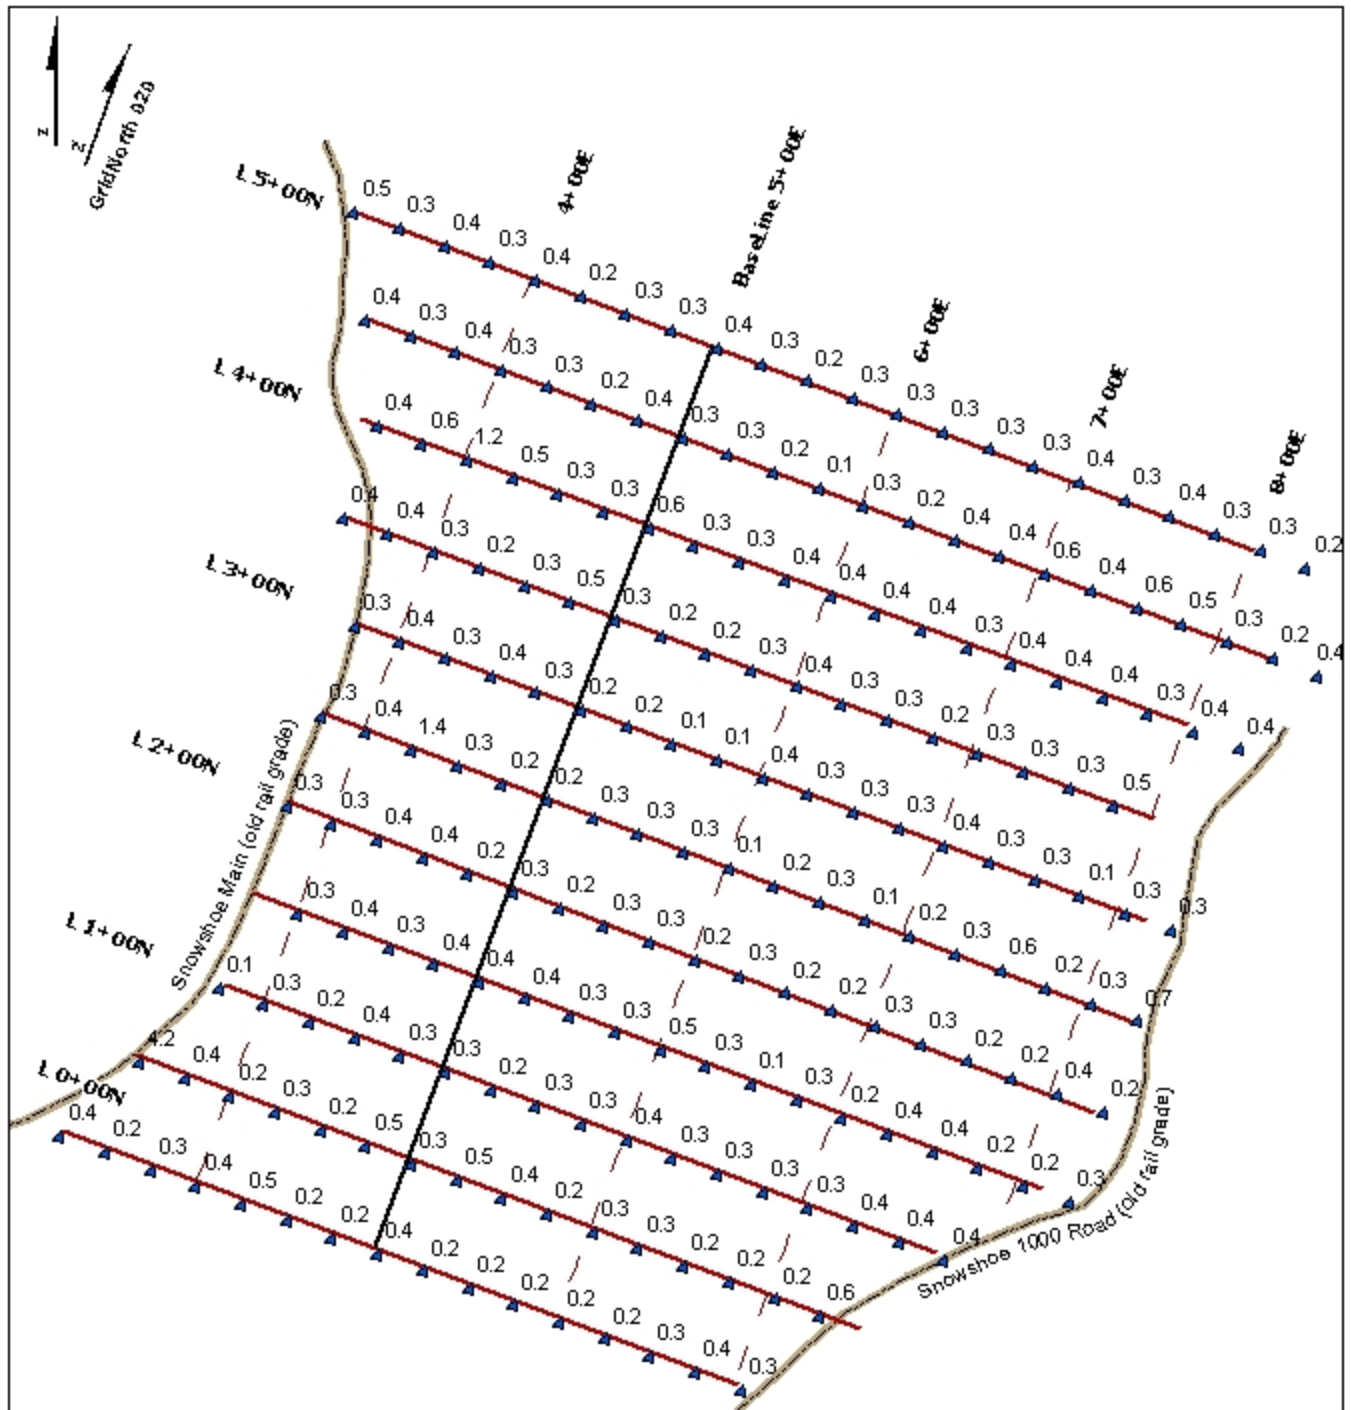 N
N
GridNorth 020
L 5+00N
4+00E
BaseLine 5+00E
6+00E
7+00E
8+00E
0.5 0.3 0.4 0.3 0.4 0.2 0.3 0.3 0.4 0.3 0.2 0.3 0.3 0.3 0.3 0.3 0.4 0.3 0.4 0.3 0.3 0.2
0.4 0.3 0.4 0.3 0.3 0.2 0.4 0.3 0.3 0.2 0.1 0.3 0.2 0.4 0.4 0.6 0.4 0.6 0.5 0.3 0.2 0.4
L 4+00N
0.4 0.6 1.2 0.5 0.3 0.3 0.6 0.3 0.3 0.4 0.4 0.4 0.4 0.3 0.4 0.4 0.4 0.3 0.4 0.4
0.4 0.4 0.3 0.2 0.3 0.5 0.3 0.2 0.2 0.3 0.4 0.3 0.3 0.2 0.3 0.3 0.3 0.5
L 3+00N
0.3 0.4 0.3 0.4 0.3 0.2 0.2 0.1 0.1 0.4 0.3 0.3 0.3 0.4 0.3 0.3 0.1 0.3 0.3
0.3 0.4 1.4 0.3 0.2 0.2 0.3 0.3 0.3 0.1 0.2 0.3 0.1 0.2 0.3 0.6 0.2 0.3 0.7
L 2+00N
0.3 0.3 0.4 0.4 0.2 0.3 0.2 0.3 0.3 0.2 0.3 0.2 0.2 0.3 0.3 0.2 0.2 0.4 0.2
0.3 0.4 0.3 0.4 0.4 0.4 0.3 0.3 0.5 0.3 0.1 0.3 0.2 0.4 0.4 0.2 0.2 0.3
L 1+00N
0.1 0.3 0.2 0.4 0.3 0.3 0.2 0.3 0.3 0.4 0.3 0.3 0.3 0.3 0.4 0.4 0.4
4.2 0.4 0.2 0.3 0.2 0.5 0.3 0.5 0.4 0.2 0.3 0.3 0.2 0.2 0.2 0.6
L 0+00N
0.4 0.2 0.3 0.4 0.5 0.2 0.2 0.4 0.2 0.2 0.2 0.2 0.2 0.3 0.4 0.3
Snowshoe Main (old rail grade)
Snowshoe 1000 Road (old rail grade)